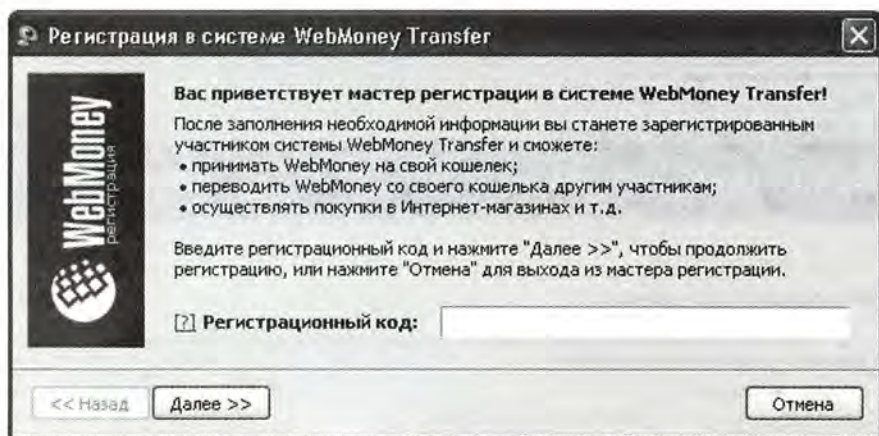 Регистрация в системе WebMoney Transfer
WebMoney
регистрация
Вас приветствует мастер регистрации в системе WebMoney Transfer!
После заполнения необходимой информации вы станете зарегистрированным
участником системы WebMoney Transfer и сможете:
• принимать WebMoney на свой кошелек;
• переводить WebMoney со своего кошелька другим участникам;
• осуществлять покупки в Интернет-магазинах и т.д.
Введите регистрационный код и нажмите "Далее >>", чтобы продолжить
регистрацию, или нажмите "Отмена" для выхода из мастера регистрации.
[?] Регистрационный код:
<< Назад Далее >> Отмена